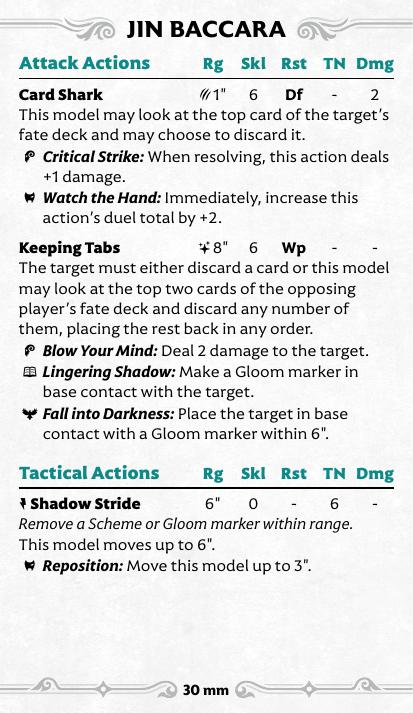 JIN BACCARA
Attack Actions Rg Skl Rst TN Dmg
Card Shark 1" 6 Df - 2
This model may look at the top card of the target's
fate deck and may choose to discard it.
Critical Strike: When resolving, this action deals
+1 damage.
Watch the Hand: Immediately, increase this
action's duel total by +2.
Keeping Tabs 8" 6 Wp - -
The target must either discard a card or this model
may look at the top two cards of the opposing
player's fate deck and discard any number of
them, placing the rest back in any order.
Blow Your Mind: Deal 2 damage to the target.
Lingering Shadow: Make a Gloom marker in
base contact with the target.
Fall into Darkness: Place the target in base
contact with a Gloom marker within 6".
Tactical Actions Rg Skl Rst TN Dmg
Shadow Stride 6" 0 - 6 -
Remove a Scheme or Gloom marker within range.
This model moves up to 6".
Reposition: Move this model up to 3".
30 mm